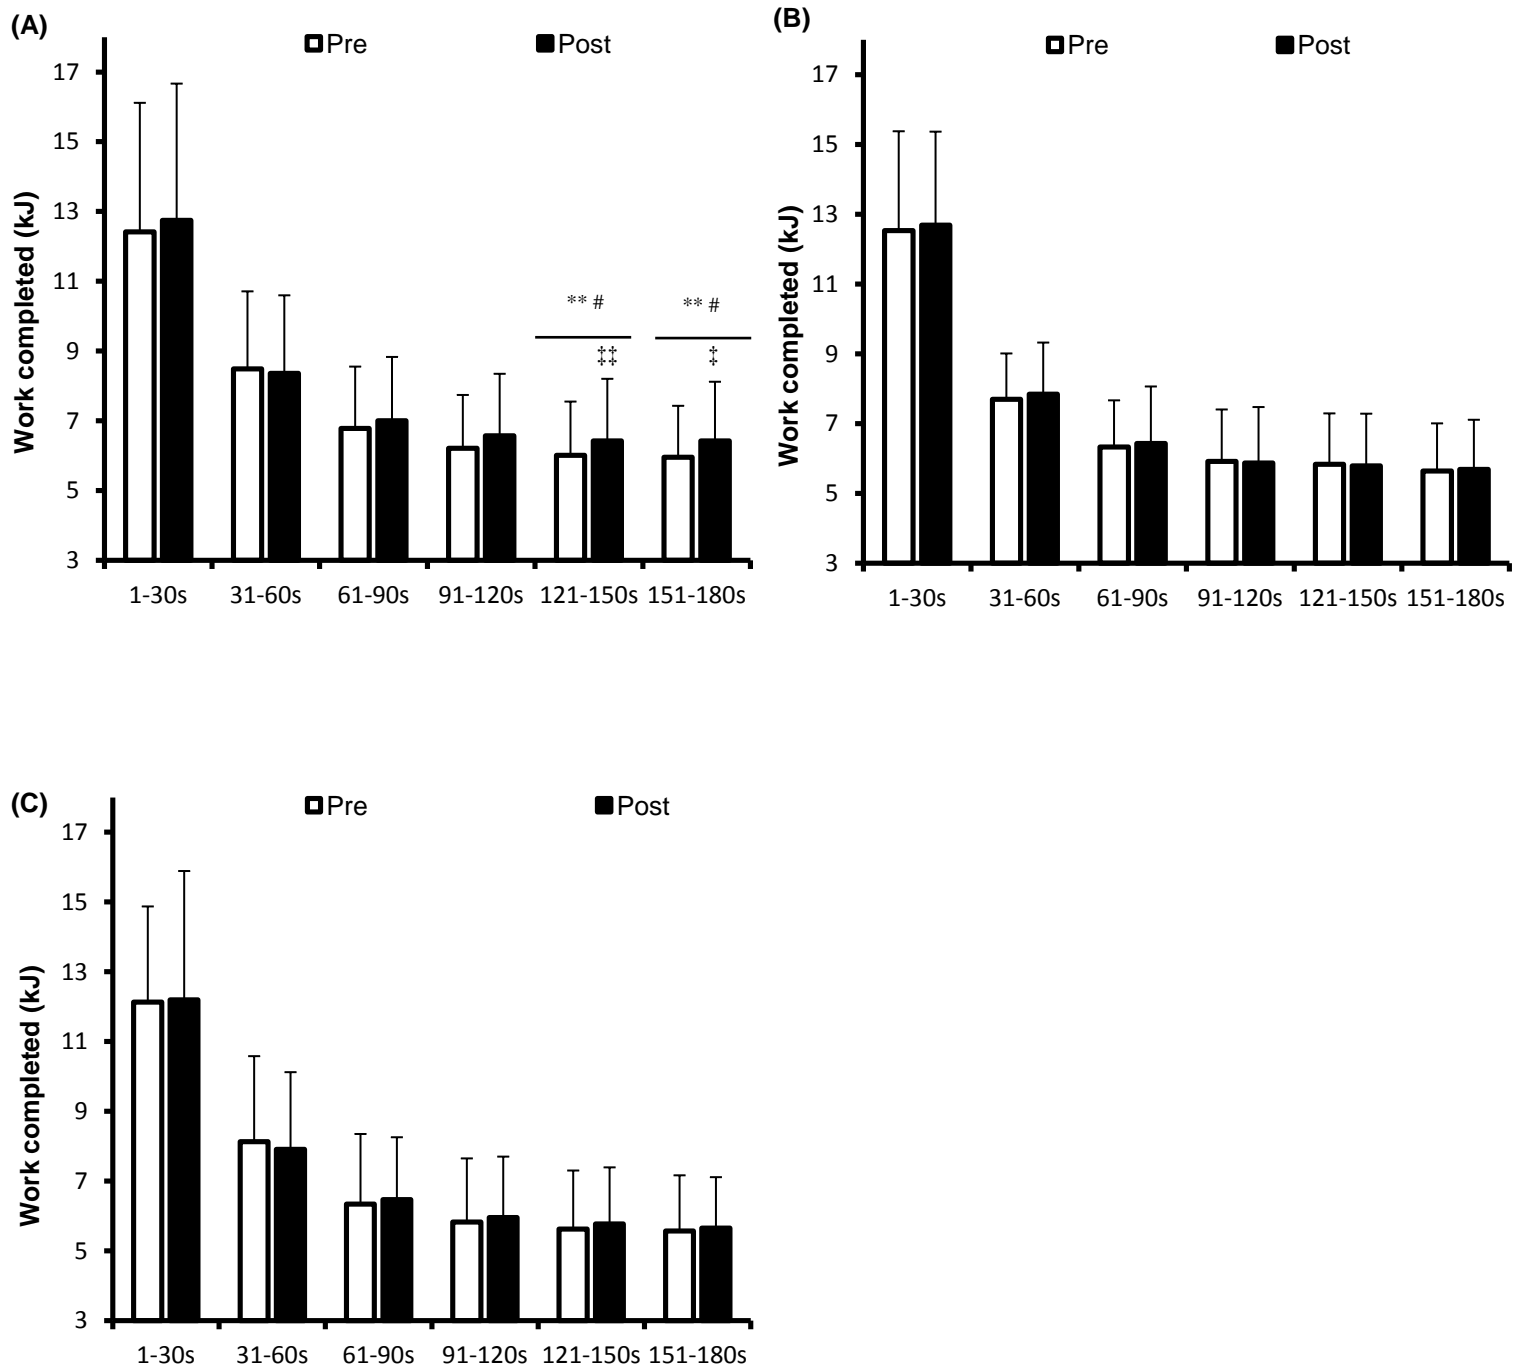 (A)
Pre Post
Work completed (kJ)
17
15
13
11
9
7
5
3
** # ** #
‡‡ ‡
1-30s 31-60s 61-90s 91-120s 121-150s 151-180s
(B)
Pre Post
Work completed (kJ)
17
15
13
11
9
7
5
3
1-30s 31-60s 61-90s 91-120s 121-150s 151-180s
(C)
Pre Post
Work completed (kJ)
17
15
13
11
9
7
5
3
1-30s 31-60s 61-90s 91-120s 121-150s 151-180s